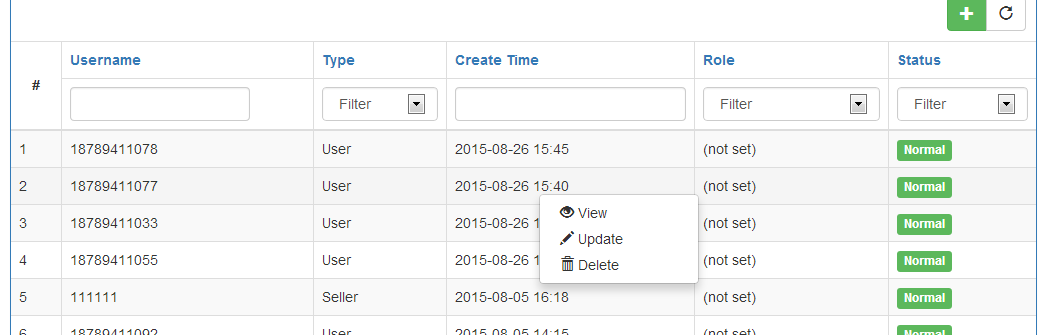 # Username Type Create Time Role Status
Filter Filter Filter
1 18789411078 User 2015-08-26 15:45 (not set) Normal
2 18789411077 User 2015-08-26 15:40 (not set) Normal
3 18789411033 User 2015-08-26 1 (not set) Normal
4 18789411055 User 2015-08-26 1 (not set) Normal
View
Update
Delete
5 111111 Seller 2015-08-05 16:18 (not set) Normal
6 18789411092 User 2015-08-05 14:15 (not set) Normal